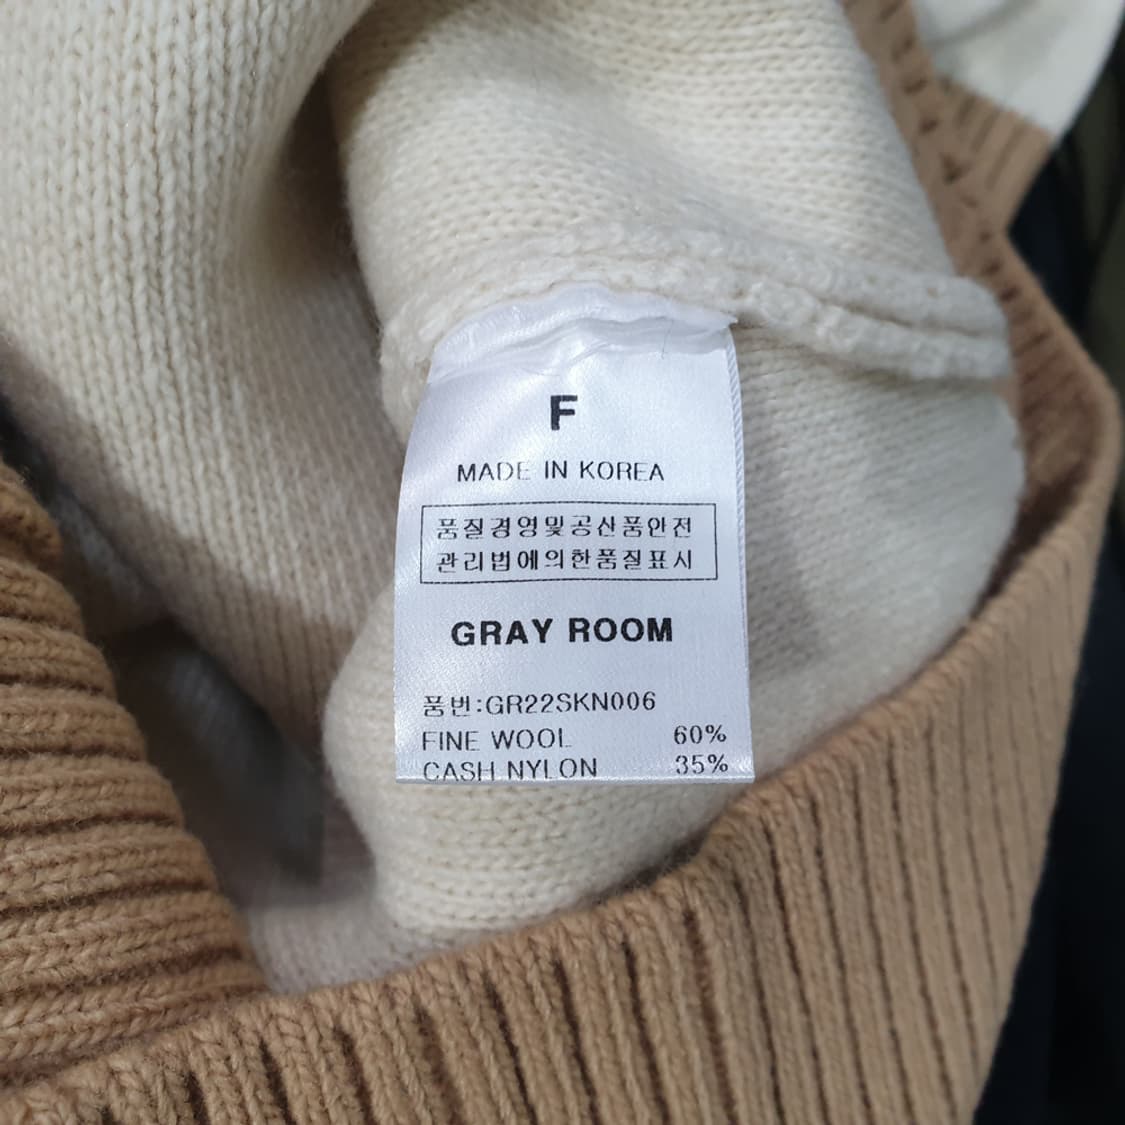 F
MADE IN KOREA
품질경영및공산품안전
관리법에의한품질표시
GRAY ROOM
품번:GR22SKN006
FINE WOOL 60%
CASH NYLON 35%